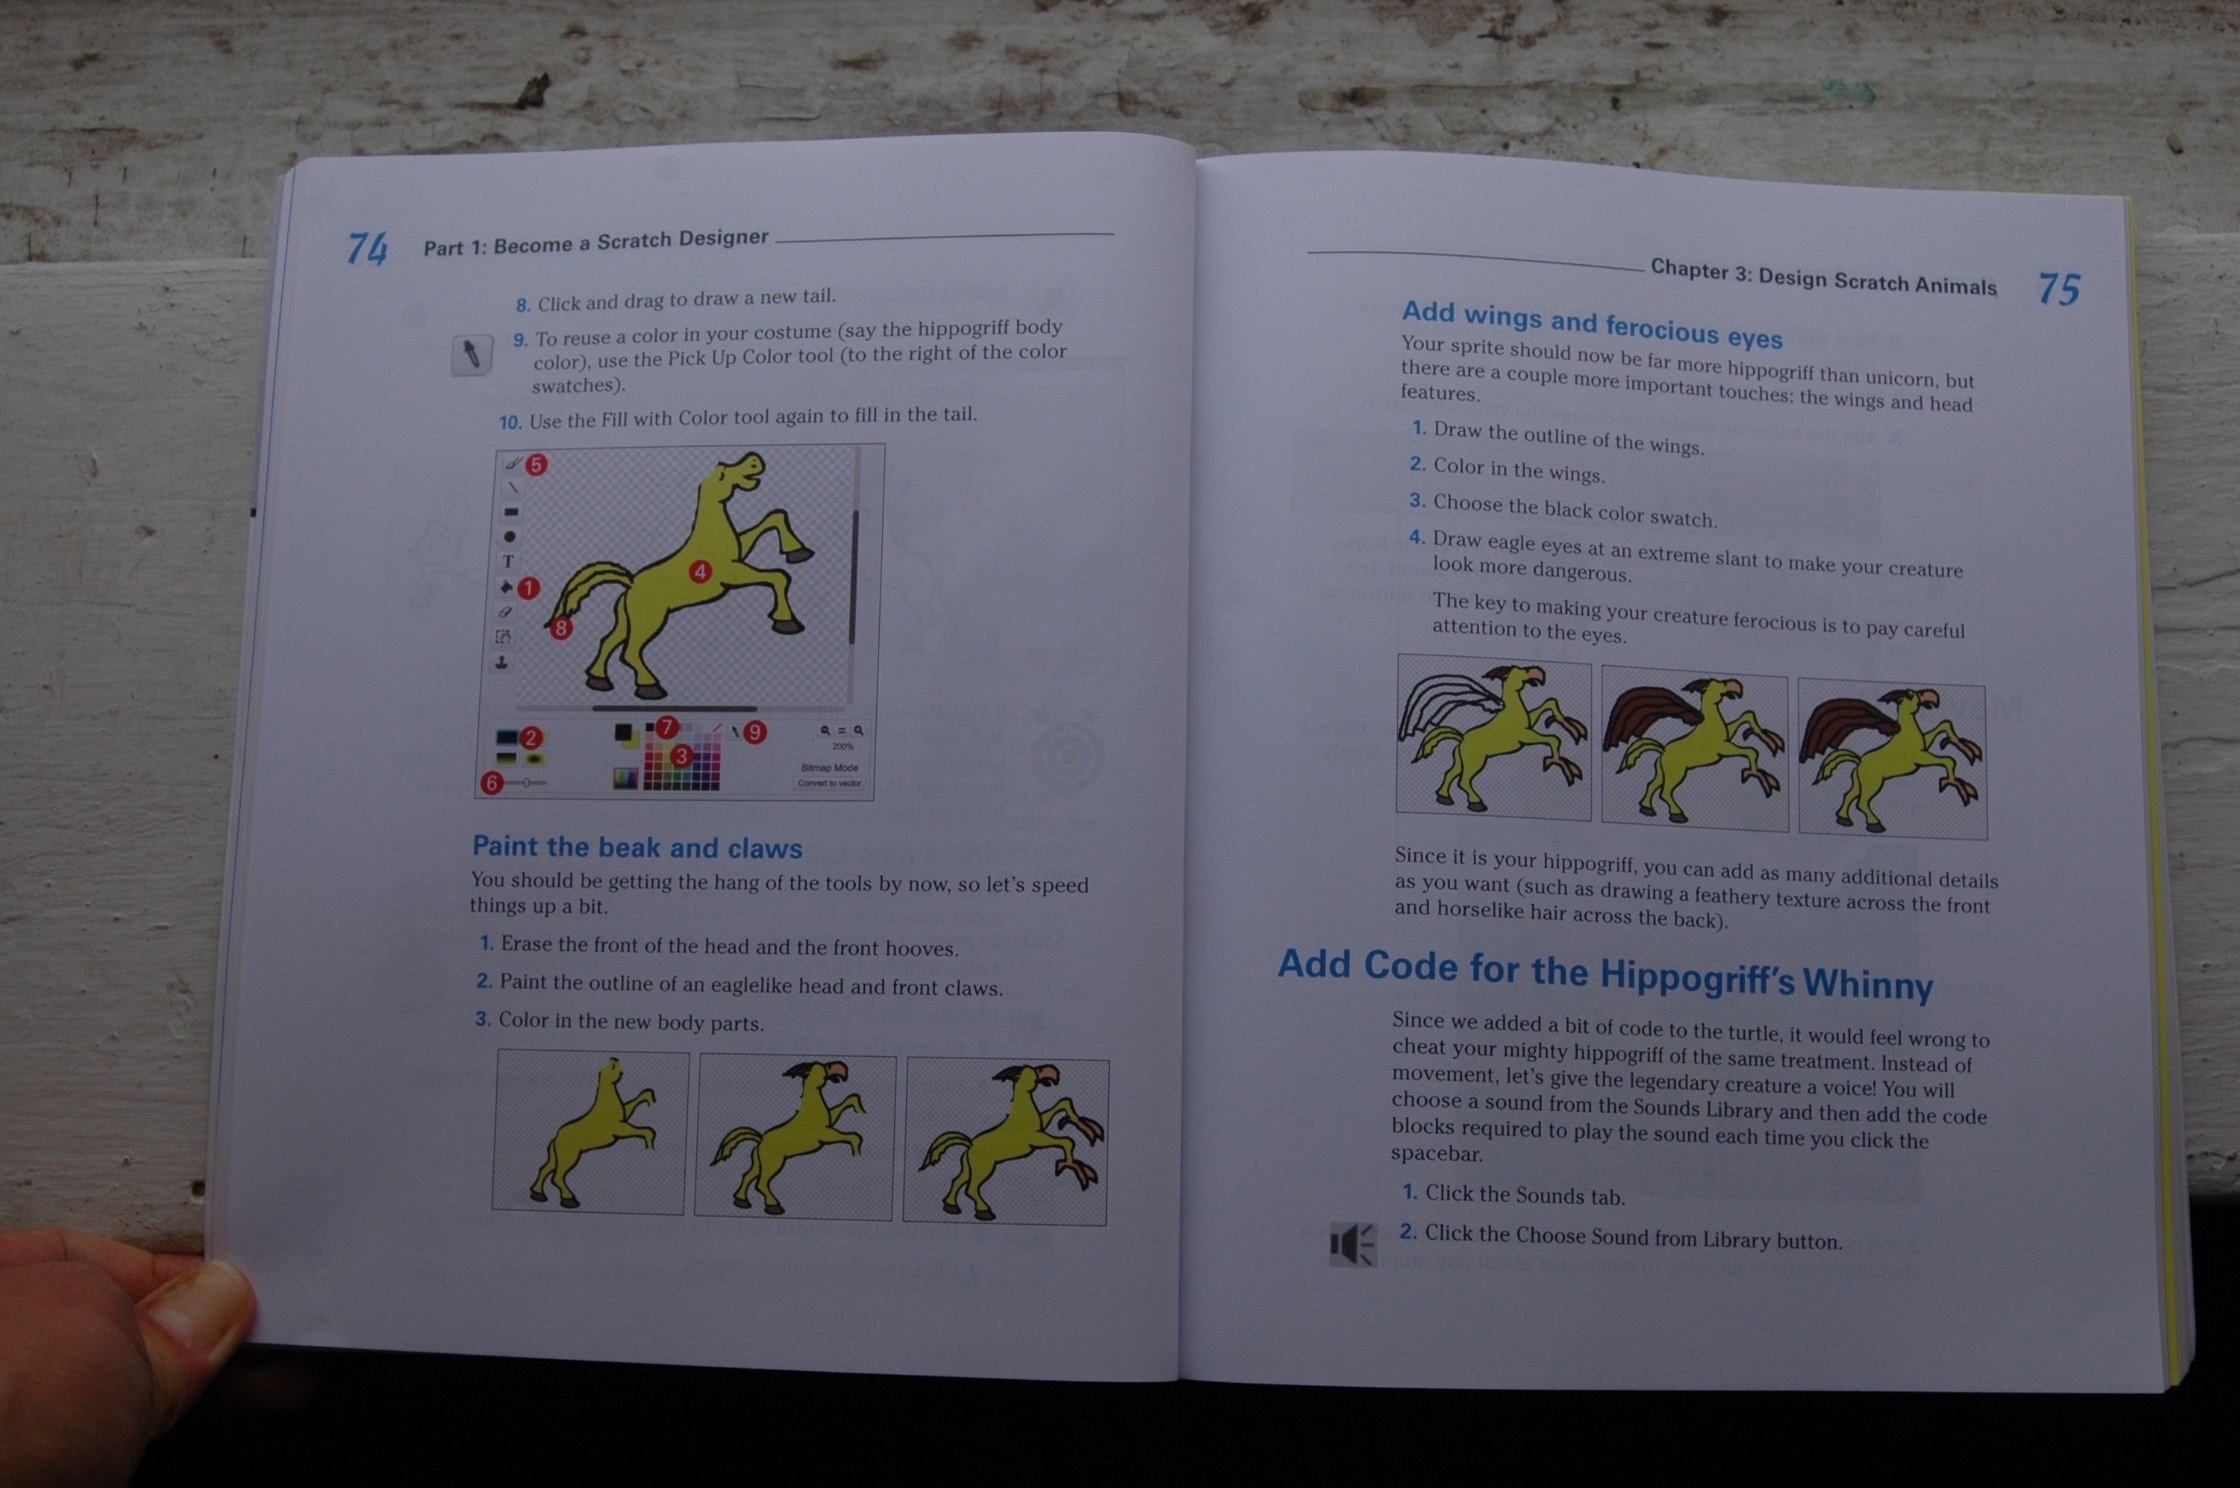 74 Part 1: Become a Scratch Designer
8. Click and drag to draw a new tail.
9. To reuse a color in your costume (say the hippogriff body
color), use the Pick Up Color tool (to the right of the color
swatches).
10. Use the Fill with Color tool again to fill in the tail.
5
T
1
8
4
2
6
7
3
9
200%
Bitmap Mode
Convert to vector
Paint the beak and claws
You should be getting the hang of the tools by now, so let's speed
things up a bit.
1. Erase the front of the head and the front hooves.
2. Paint the outline of an eaglelike head and front claws.
3. Color in the new body parts.
Chapter 3: Design Scratch Animals 75
Add wings and ferocious eyes
Your sprite should now be far more hippogriff than unicorn, but
there are a couple more important touches: the wings and head
features.
1. Draw the outline of the wings.
2. Color in the wings.
3. Choose the black color swatch.
4. Draw eagle eyes at an extreme slant to make your creature
look more dangerous.
The key to making your creature ferocious is to pay careful
attention to the eyes.
Since it is your hippogriff, you can add as many additional details
as you want (such as drawing a feathery texture across the front
and horselike hair across the back).
Add Code for the Hippogriff's Whinny
Since we added a bit of code to the turtle, it would feel wrong to
cheat your mighty hippogriff of the same treatment. Instead of
movement, let's give the legendary creature a voice! You will
choose a sound from the Sounds Library and then add the code
blocks required to play the sound each time you click the
spacebar.
1. Click the Sounds tab.
2. Click the Choose Sound from Library button.